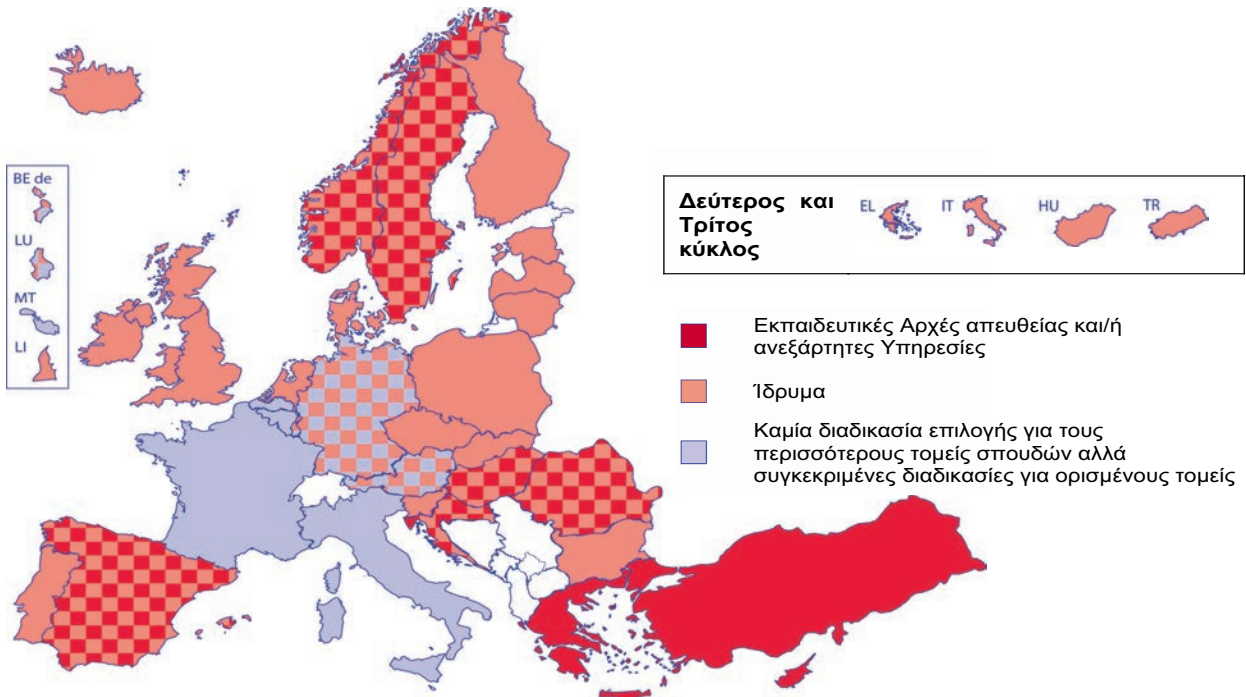 BE de
LU
MT
LI
Δεύτερος και
Τρίτος
κύκλος
EL
IT
HU
TR
Εκπαιδευτικές Αρχές απευθείας και/ή
ανεξάρτητες Υπηρεσίες
Ίδρυμα
Καμία διαδικασία επιλογής για τους
περισσότερους τομείς σπουδών αλλά
συγκεκριμένες διαδικασίες για ορισμένους τομείς